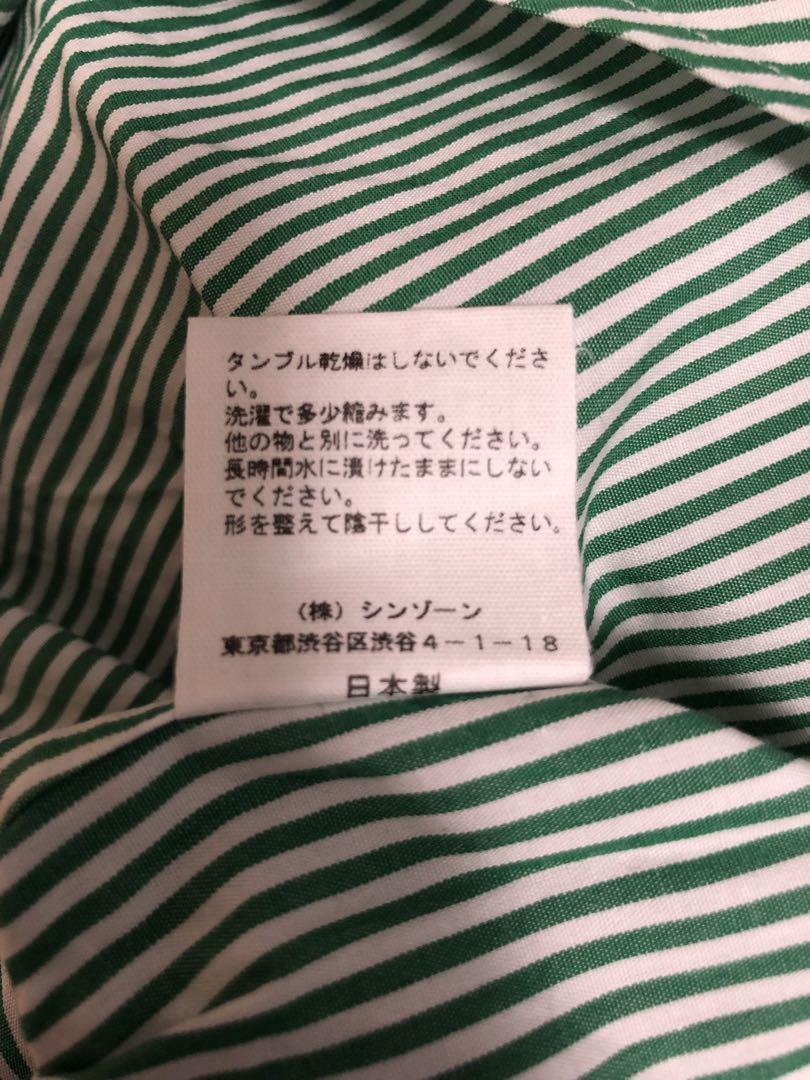 タンブル乾燥はしないでくださ
い。
洗濯で多少縮みます。
他の物と別に洗ってください。
長時間水に漬けたままにしない
でください。
形を整えて陰干ししてください。
（株）シンゾーン
東京都渋谷区渋谷４－１－１８
日本製